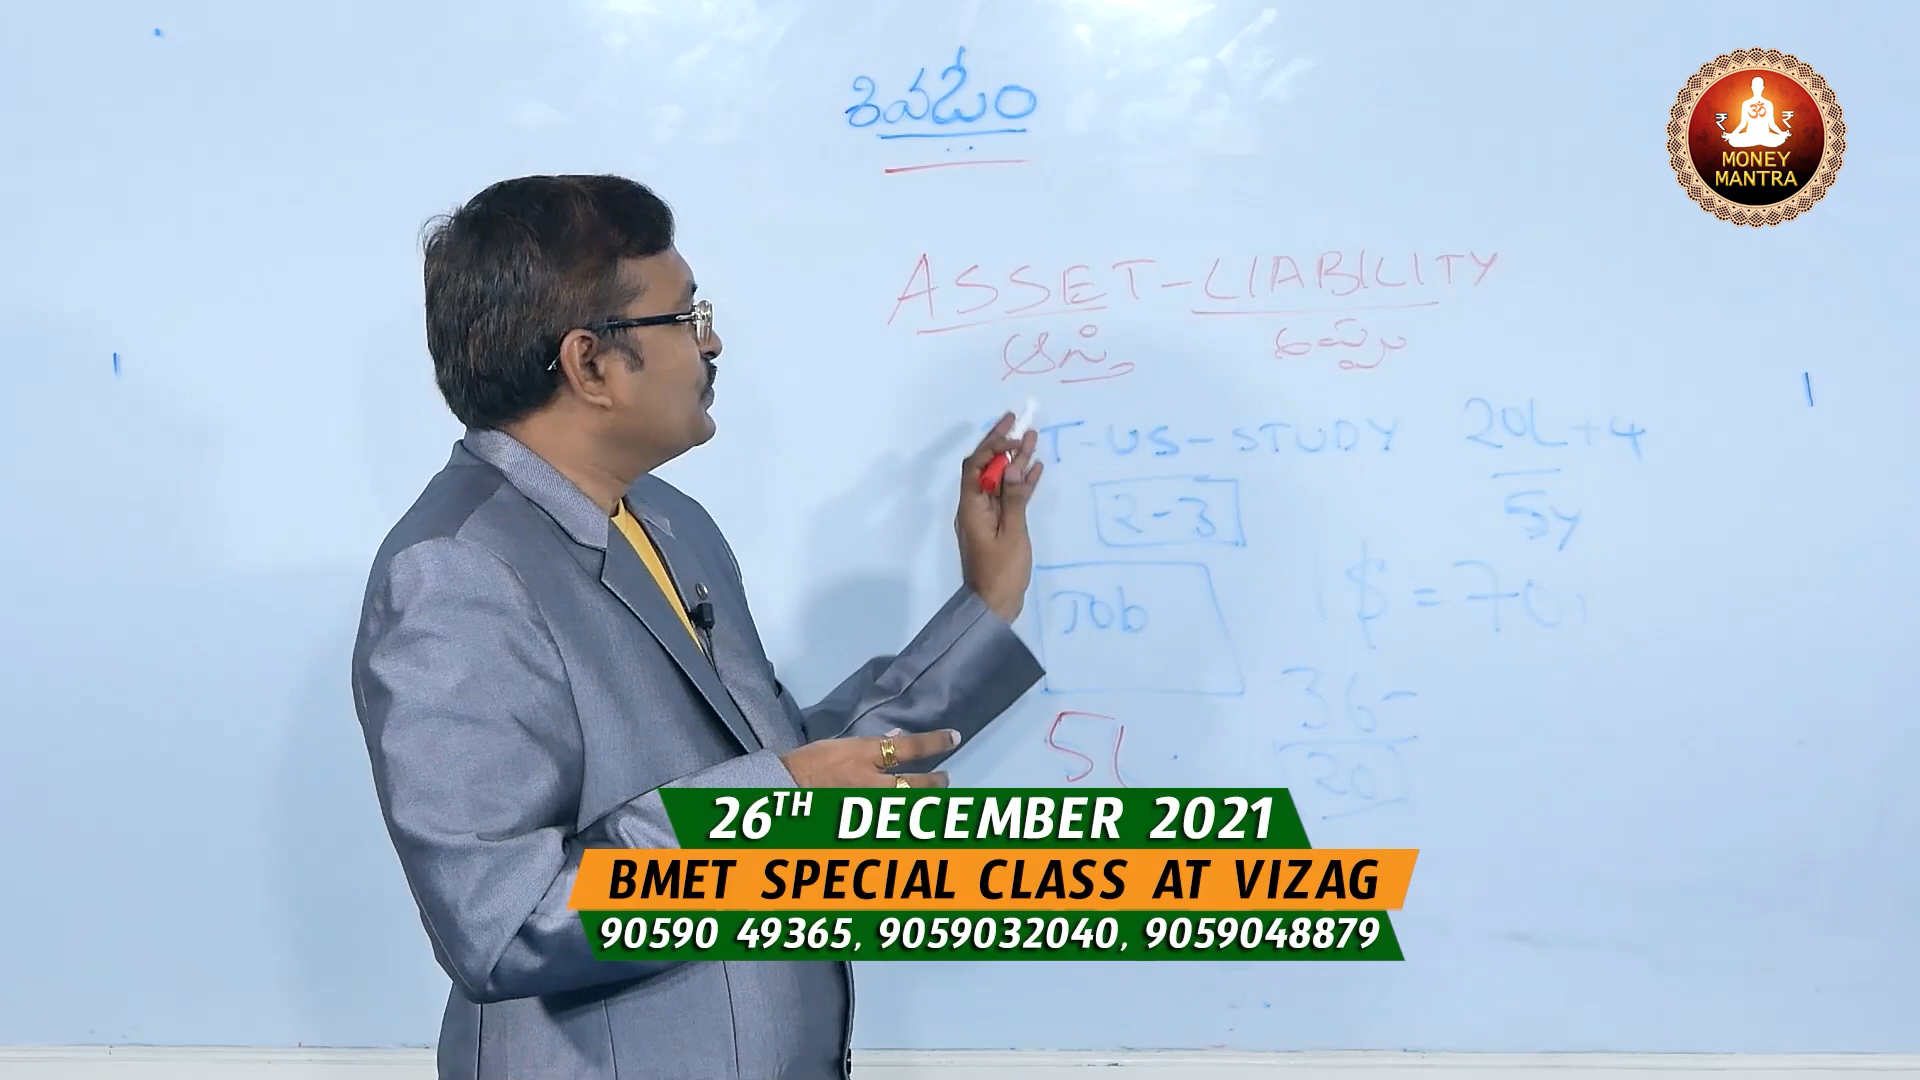 శివఓం
₹ ॐ ₹
MONEY
MANTRA
ASSET-LIABILITY
ఆస్తి అప్పు
T-US-STUDY 20L+4
5y
2-3
1$ = 70
Job
36-
20
5L
26TH DECEMBER 2021
BMET SPECIAL CLASS AT VIZAG
90590 49365, 9059032040, 9059048879